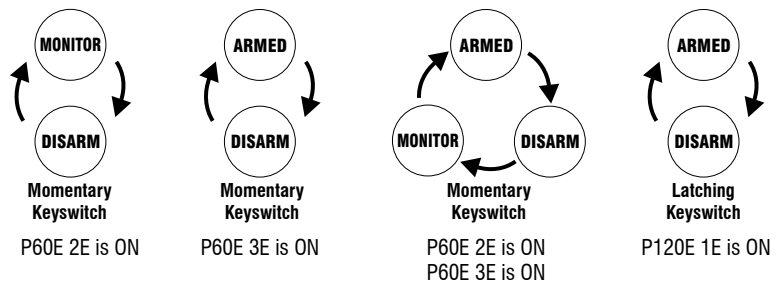 MONITOR
DISARM
Momentary
Keyswitch
P60E 2E is ON
ARMED
DISARM
Momentary
Keyswitch
P60E 3E is ON
ARMED
MONITOR
DISARM
Momentary
Keyswitch
P60E 2E is ON
P60E 3E is ON
ARMED
DISARM
Latching
Keyswitch
P120E 1E is ON